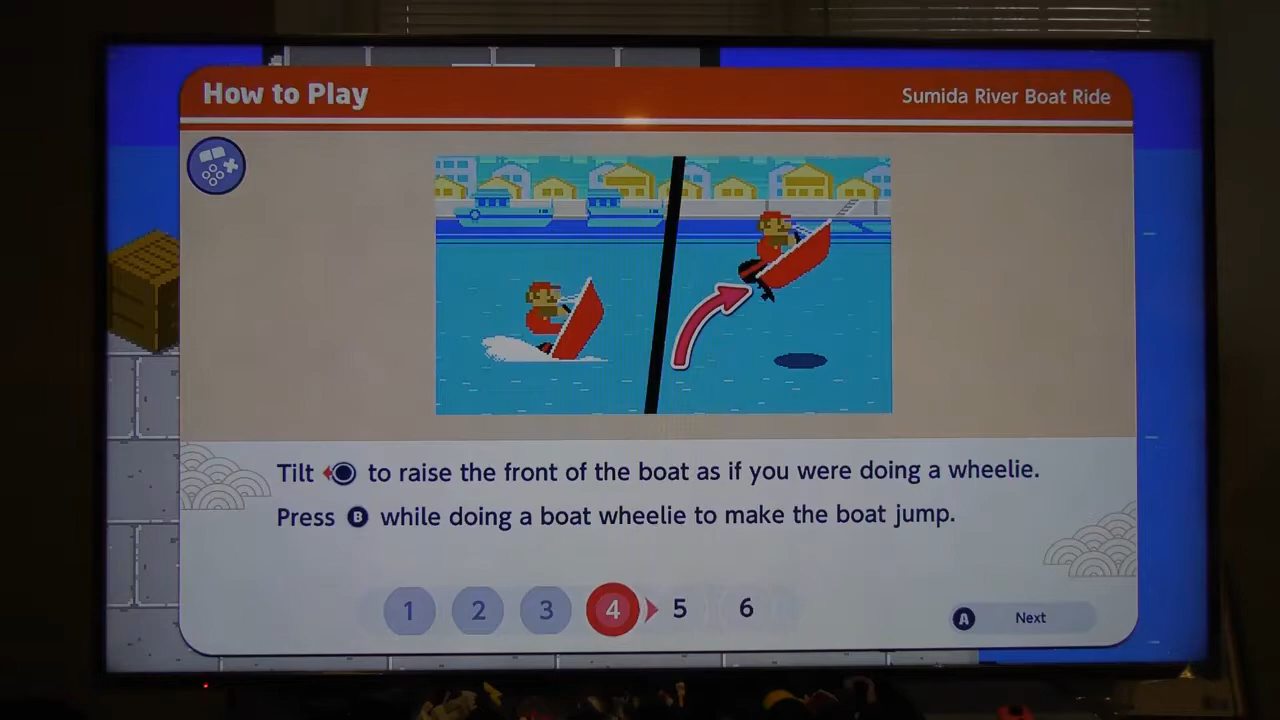 How to Play
Sumida River Boat Ride
Tilt to raise the front of the boat as if you were doing a wheelie.
Press B while doing a boat wheelie to make the boat jump.
1 2 3 4 5 6
A Next